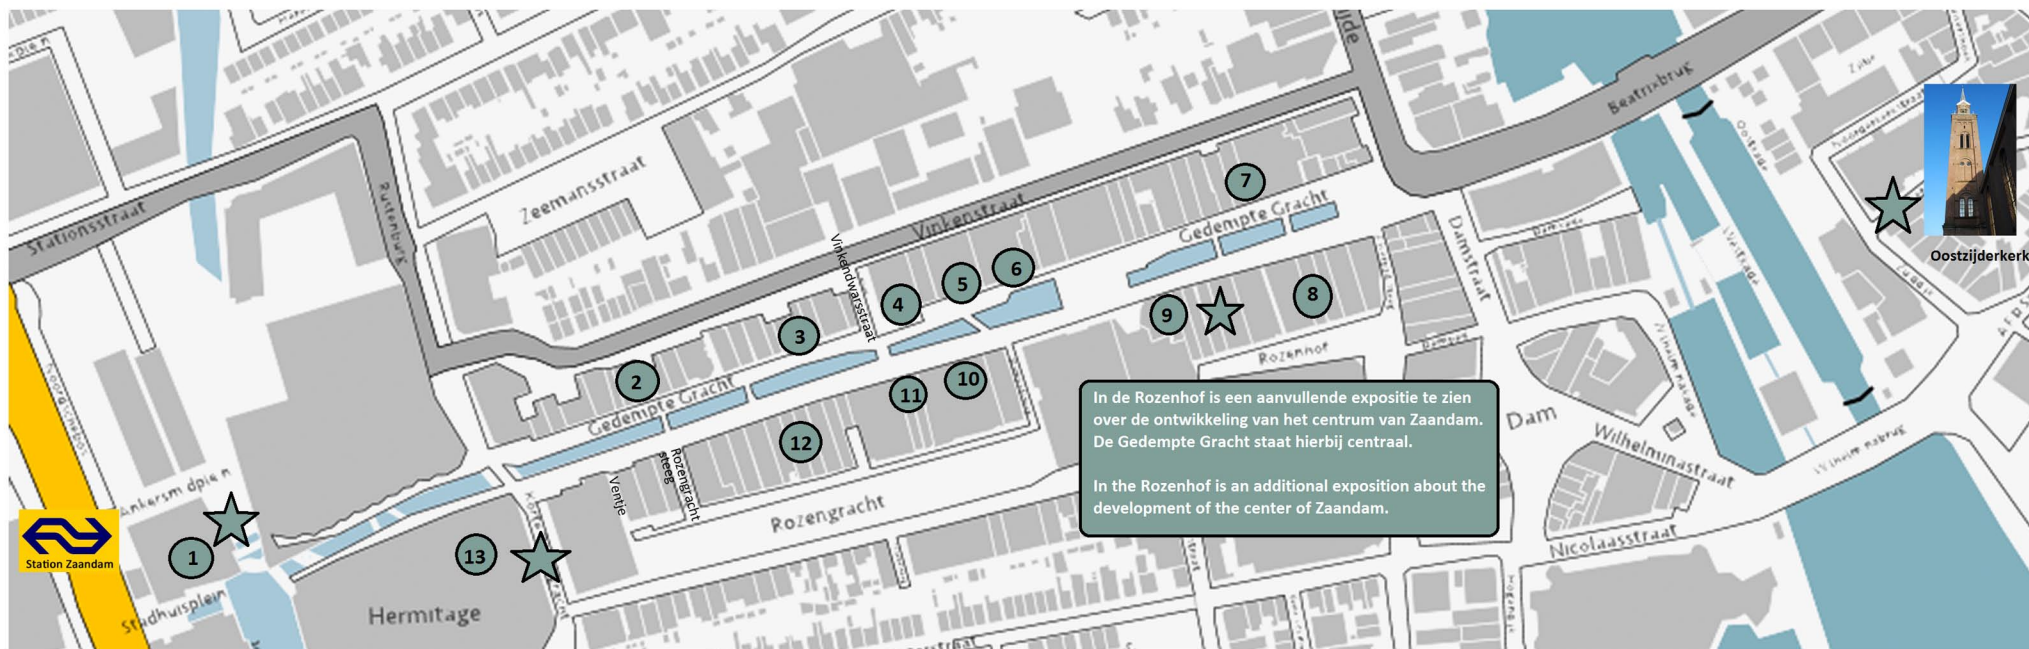 Stationsstraat
Rustenburg
Zeemansstraat
Vinkenstraat
Vinkendwarsstraat
Gedempte Gracht
Gedempte Gracht
Beatrixbrug
Damstraat
Oostzijderkerk
Rozenhof
Dam
Wilhelminastraat
Nicolaasstraat
Rozengracht
Rozengracht
steeg
Ventje
Hermitage
Stadhuisplein
Station Zaandam
1
2
3
4
5
6
7
8
9
10
11
12
13
In de Rozenhof is een aanvullende expositie te zien
over de ontwikkeling van het centrum van Zaandam.
De Gedempte Gracht staat hierbij centraal.
In the Rozenhof is an additional exposition about the
development of the center of Zaandam.